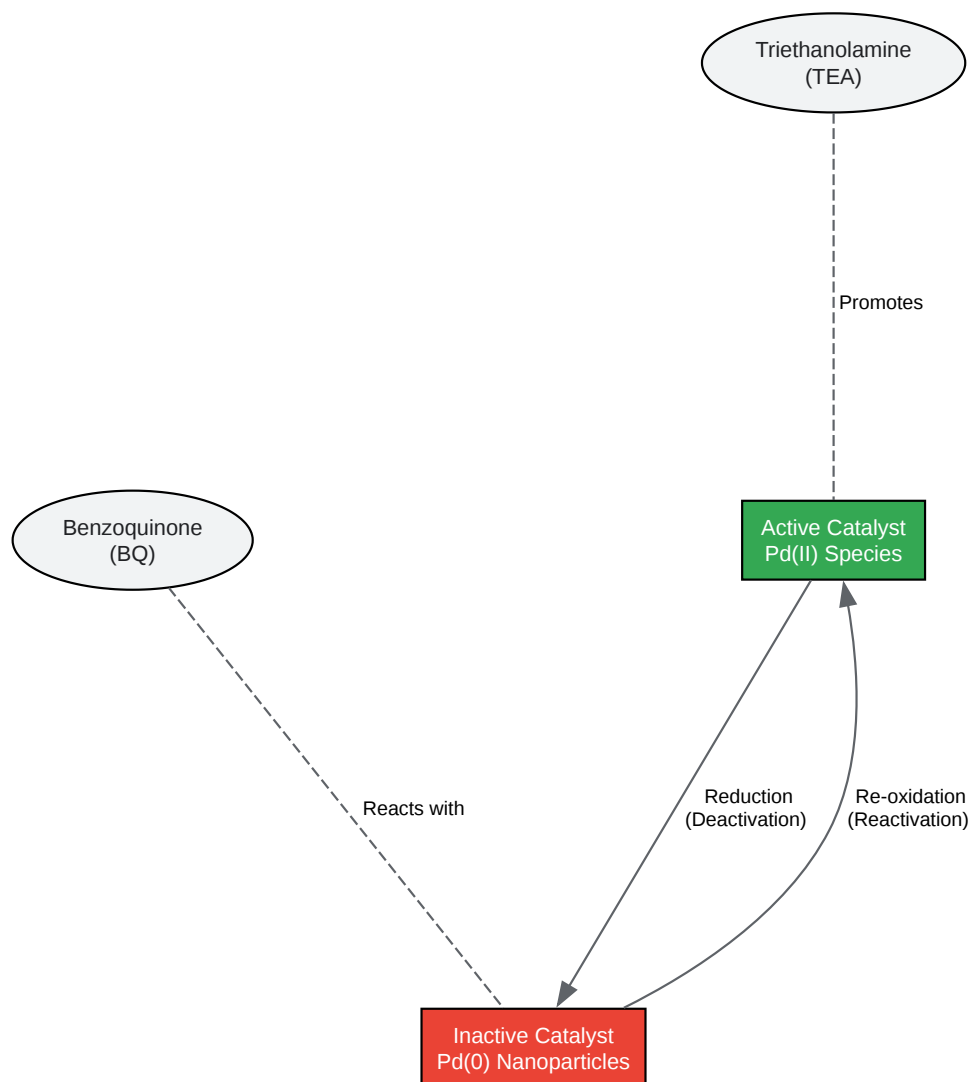 Triethanolamine
(TEA)
Promotes
Benzoquinone
(BQ)
Active Catalyst
Pd(II) Species
Reacts with
Reduction
(Deactivation)
Re-oxidation
(Reactivation)
Inactive Catalyst
Pd(0) Nanoparticles